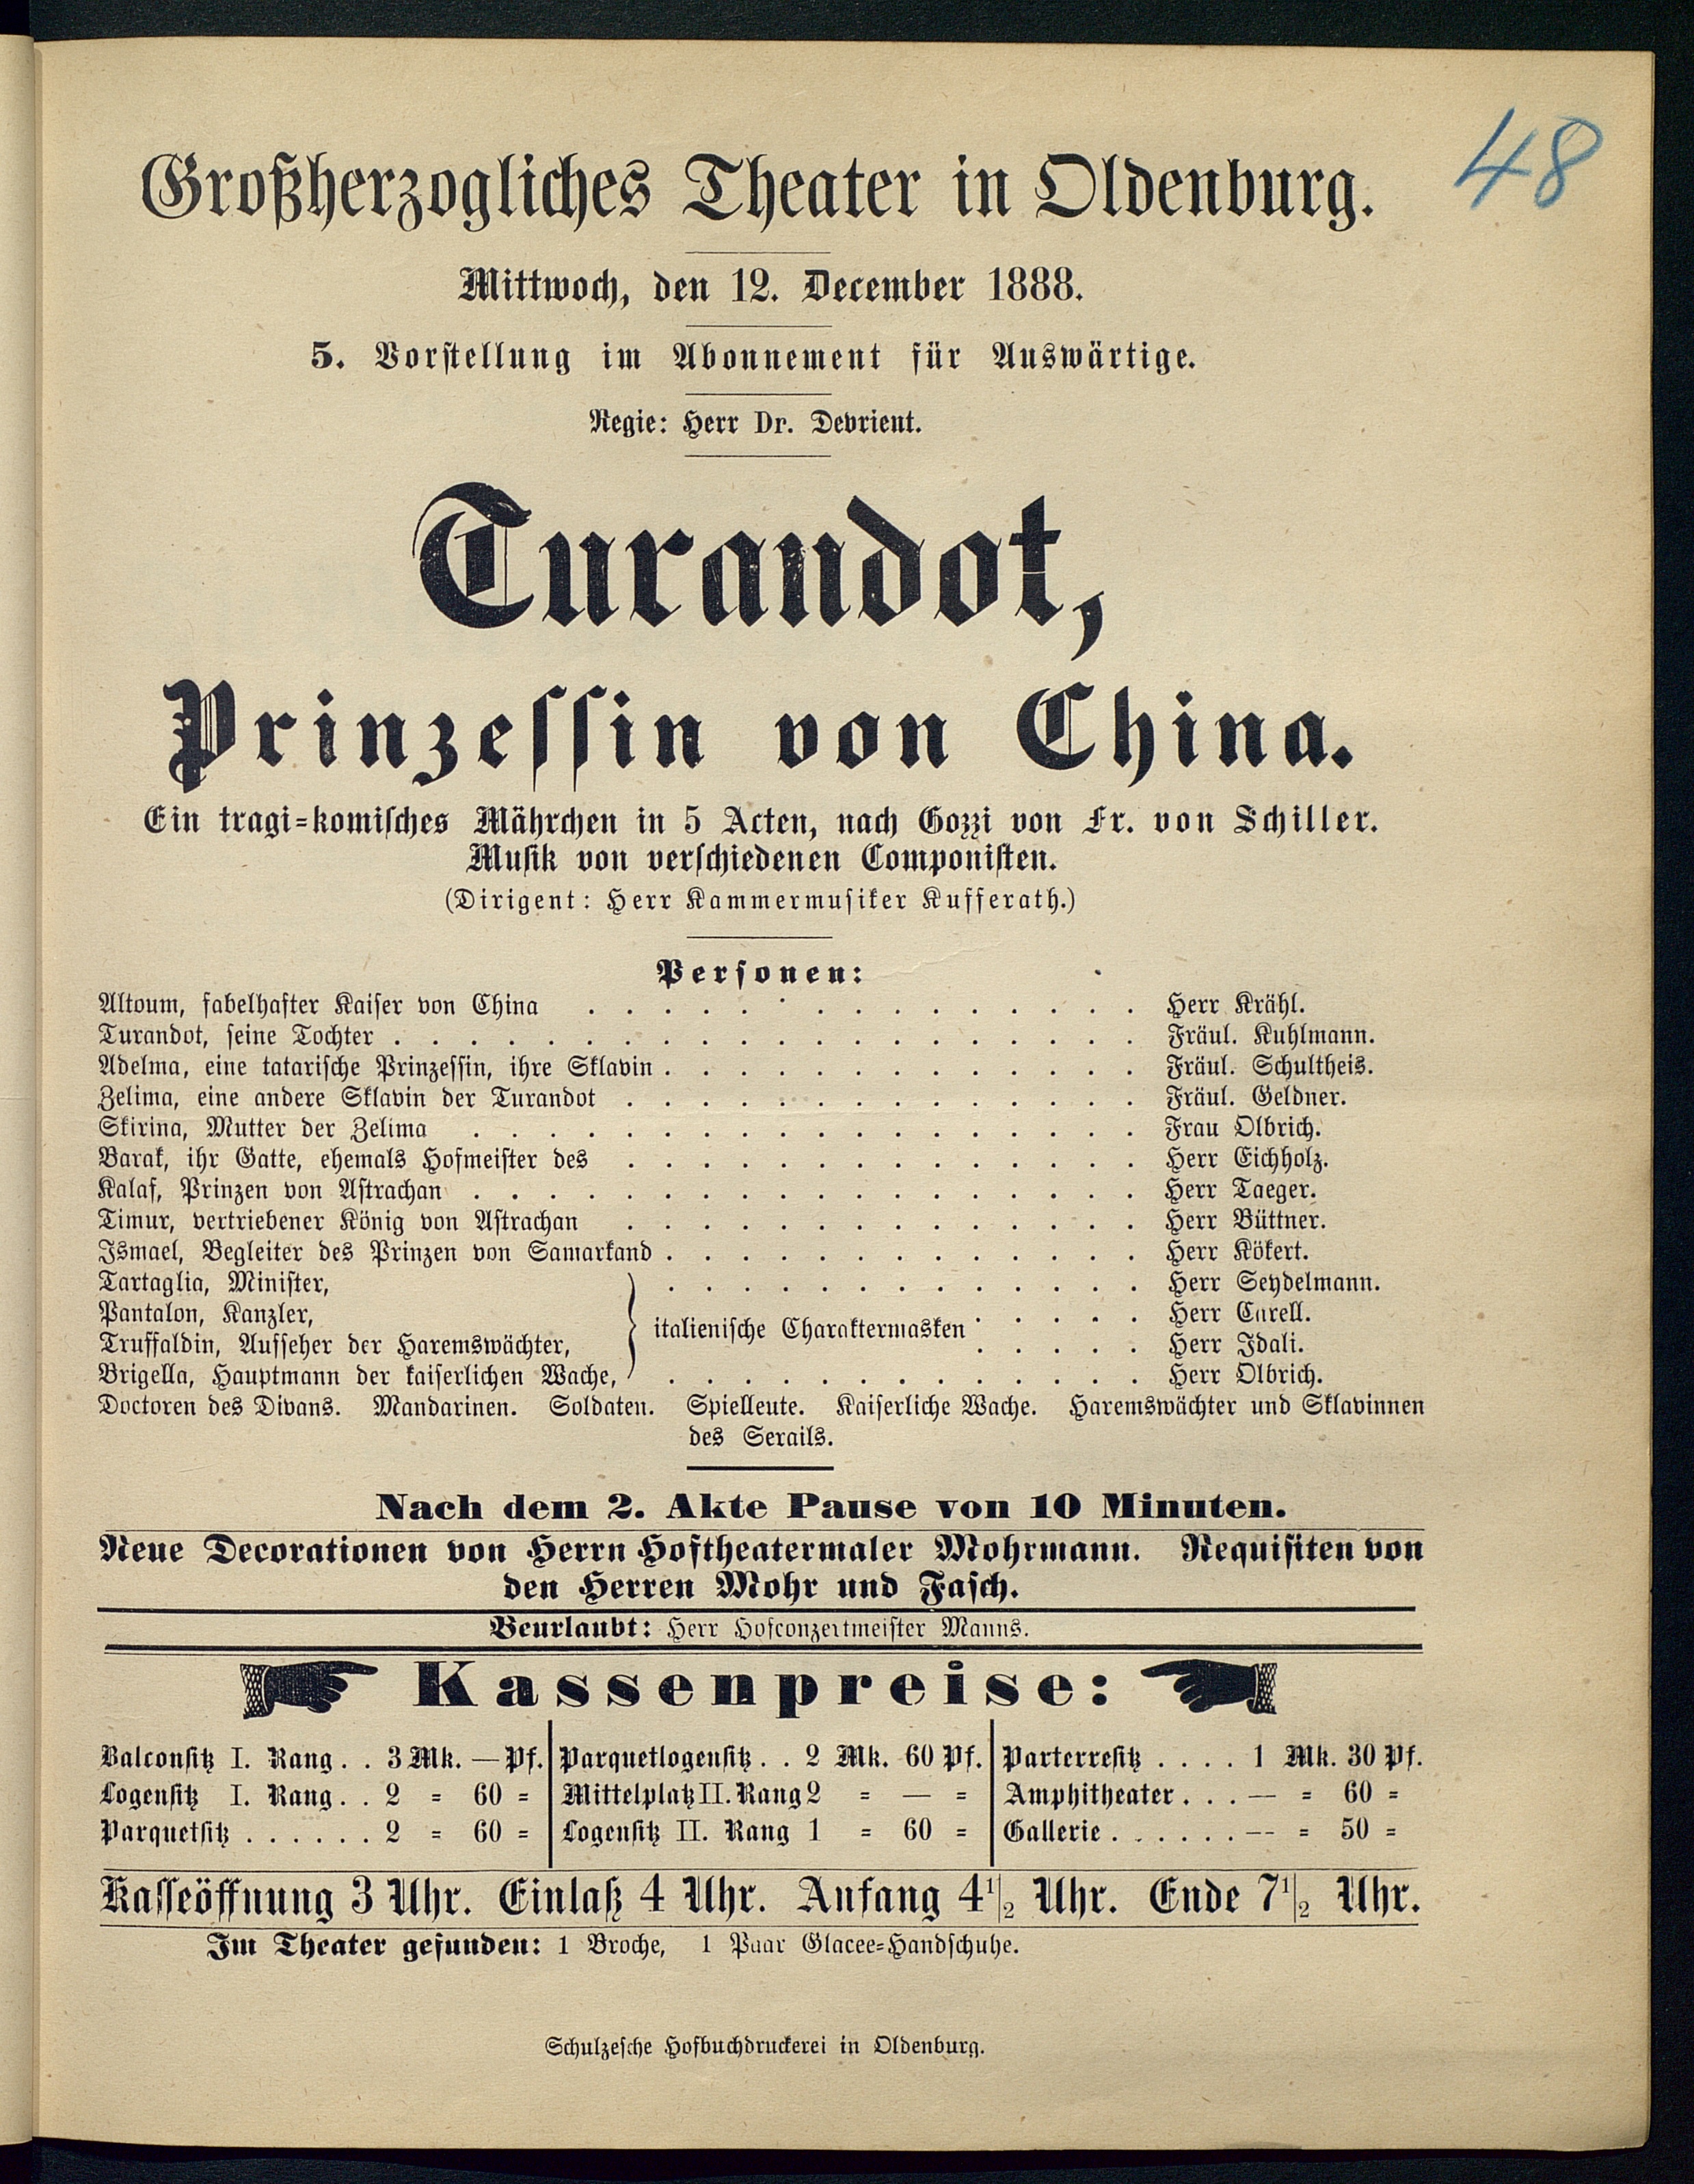 48
Großherzogliches Theater in Oldenburg.
Mittwoch, den 12. December 1888.
5. Vorstellung im Abonnement für Auswärtige.
Regie: Herr Dr. Devrient.
Turandot,
Prinzessin von China.
Ein tragi-komisches Mährchen in 5 Acten, nach Gozzi von Fr. von Schiller.
Musik von verschiedenen Componisten.
(Dirigent: Herr Kammermusiker Kufferath.)
Personen:
Altoum, fabelhafter Kaiser von China . . . . . . . . . . . . . . Herr Krähl.
Turandot, seine Tochter . . . . . . . . . . . . . . . . . . . . Fräul. Kuhlmann.
Adelma, eine tatarische Prinzessin, ihre Sklavin . . . . . . . . . . . . . Fräul. Schultheis.
Zelima, eine andere Sklavin der Turandot . . . . . . . . . . . . . . Fräul. Geldner.
Skirina, Mutter der Zelima . . . . . . . . . . . . . . . . . . Frau Olbrich.
Barak, ihr Gatte, ehemals Hofmeister des . . . . . . . . . . . . . . Herr Eichholz.
Kalaf, Prinzen von Astrachan . . . . . . . . . . . . . . . . . . Herr Taeger.
Timur, vertriebener König von Astrachan . . . . . . . . . . . . . . Herr Büttner.
Ismael, Begleiter des Prinzen von Samarkand . . . . . . . . . . . . . Herr Kökert.
Tartaglia, Minister, . . . . . . . . . . . . . Herr Seydelmann.
Pantalon, Kanzler, . . . . . Herr Carell.
italienische Charaktermasken
Truffaldin, Aufseher der Haremswächter, . . . . . Herr Idali.
Brigella, Hauptmann der kaiserlichen Wache, . . . . . . . . . . . . . Herr Olbrich.
Doctoren des Divans. Mandarinen. Soldaten. Spielleute. Kaiserliche Wache. Haremswächter und Sklavinnen
des Serails.
Nach dem 2. Akte Pause von 10 Minuten.
Neue Decorationen von Herrn Hoftheatermaler Mohrmann. Requisiten von
den Herren Mohr und Fasch.
Beurlaubt: Herr Hofconzertmeister Manns.
Kassenpreise:
Balconsitz I. Rang . . 3 Mk. — Pf. Parquetlogensitz . . 2 Mk. 60 Pf. Parterresitz . . . . 1 Mk. 30 Pf.
Logensitz I. Rang . . 2 = 60 = Mittelplatz II. Rang 2 = — = Amphitheater . . . — = 60 =
Parquetsitz . . . . . . 2 = 60 = Logensitz II. Rang 1 = 60 = Gallerie . . . . . . — = 50 =
Kasseöffnung 3 Uhr. Einlaß 4 Uhr. Anfang 4 1/2 Uhr. Ende 7 1/2 Uhr.
Im Theater gefunden: 1 Broche, 1 Paar Glacee-Handschuhe.
Schulzesche Hofbuchdruckerei in Oldenburg.